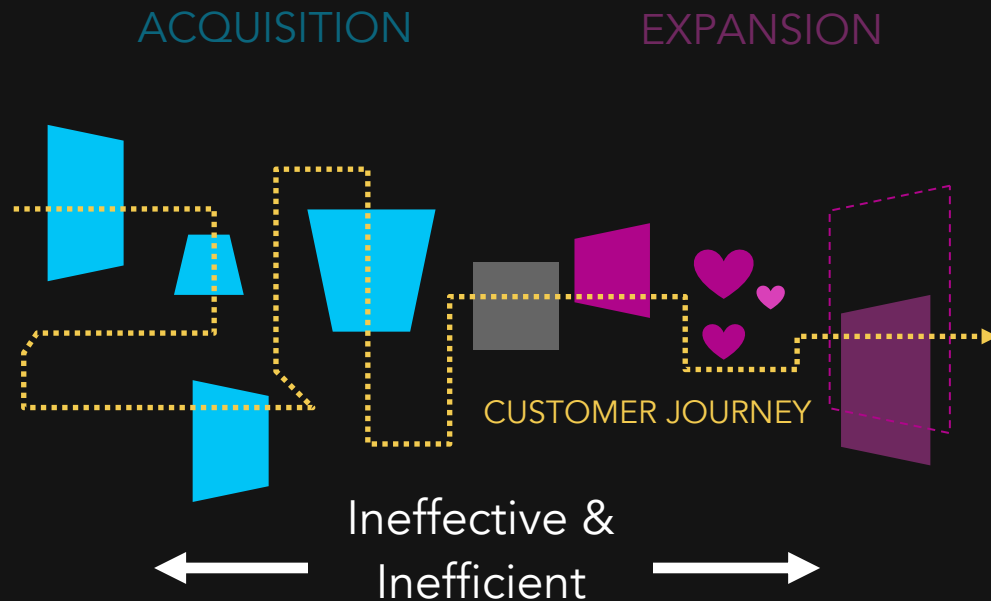 ACQUISITION
EXPANSION
CUSTOMER JOURNEY
Ineffective &
Inefficient